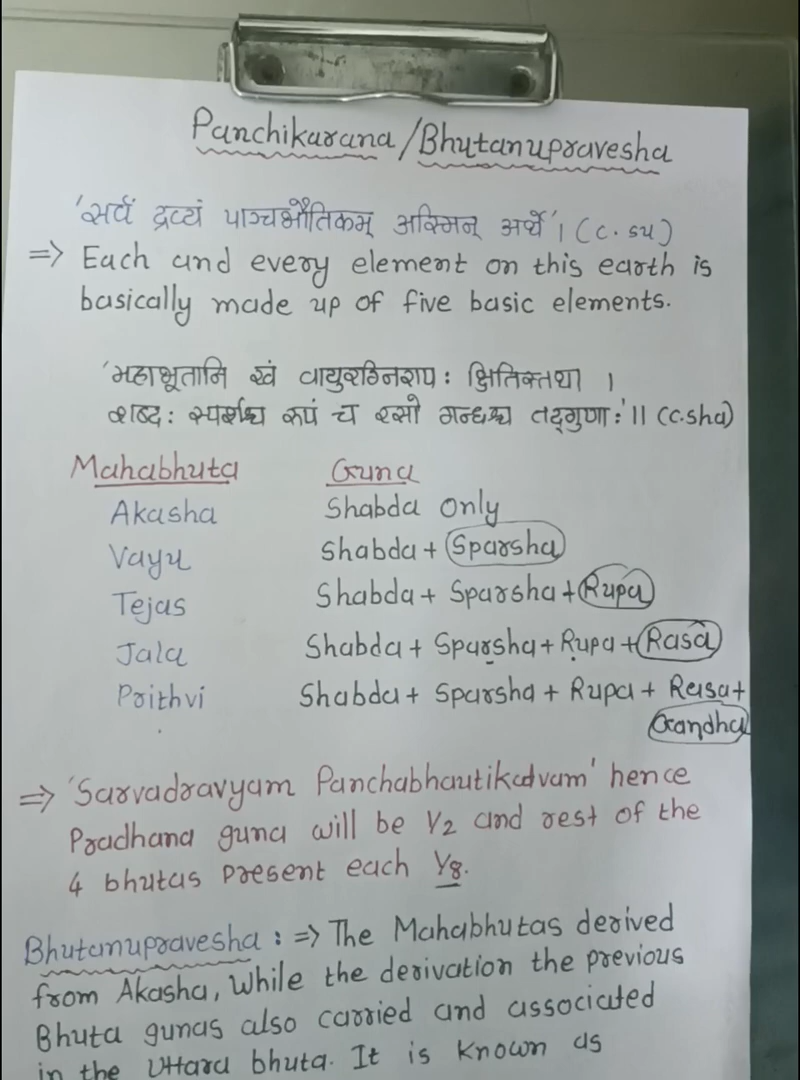 Panchikarana/Bhutanupravesha
'सर्वं द्रव्यं पाञ्चभौतिकम् अस्मिन् अर्थे'। (C.su)
⇒ Each and every element on this earth is
basically made up of five basic elements.
'महाभूतानि खं वायुरग्निरापः क्षितिस्तथा ।
शब्दः स्पर्शश्च रूपं च रसो गन्धश्च तद्गुणाः'॥ (C.sha)
Mahabhuta Guna
Akasha Shabda only
Vayu Shabda + Sparsha
Tejas Shabda + Sparsha + Rupa
Jala Shabda + Sparsha + Rupa + Rasa
Prithvi Shabda + Sparsha + Rupa + Rasa +
Gandha
⇒ 'Sarvadravyam Panchabhautikatvam' hence
Pradhana guna will be 1/2 and rest of the
4 bhutas present each 1/8.
Bhutanupravesha : ⇒ The Mahabhutas derived
from Akasha, While the derivation the previous
Bhuta gunas also carried and associated
in the Uttara bhuta. It is known as